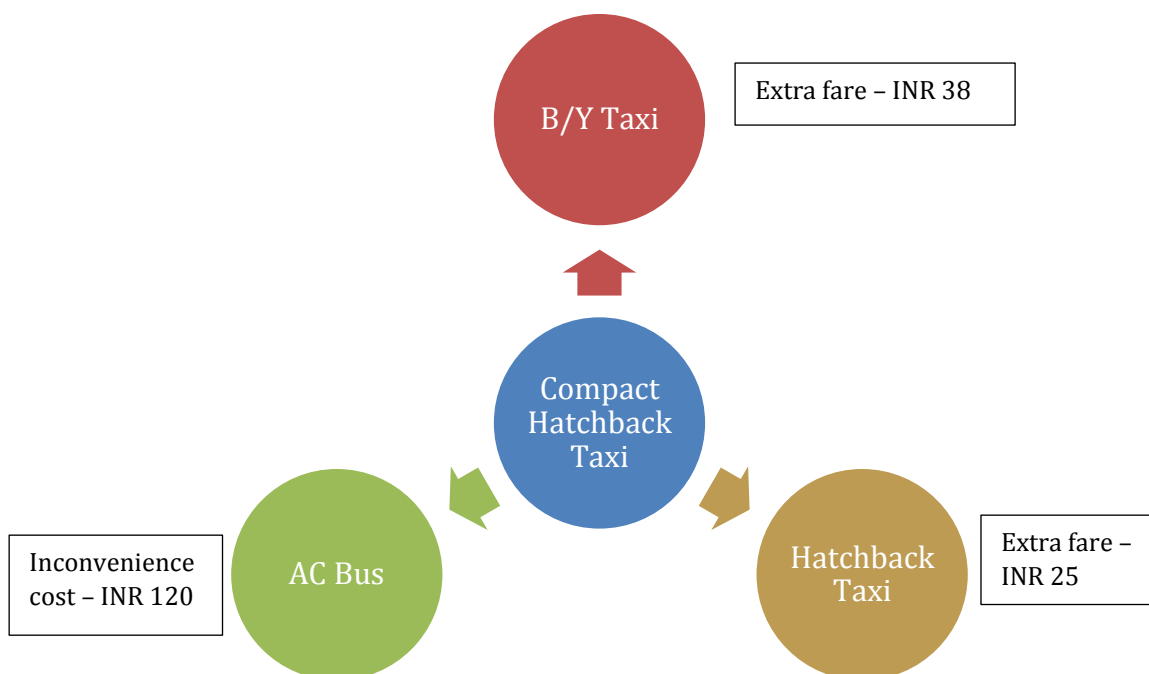 B/Y Taxi
Extra fare – INR 38
Compact
Hatchback
Taxi
Inconvenience
cost – INR 120
AC Bus
Hatchback
Taxi
Extra fare –
INR 25